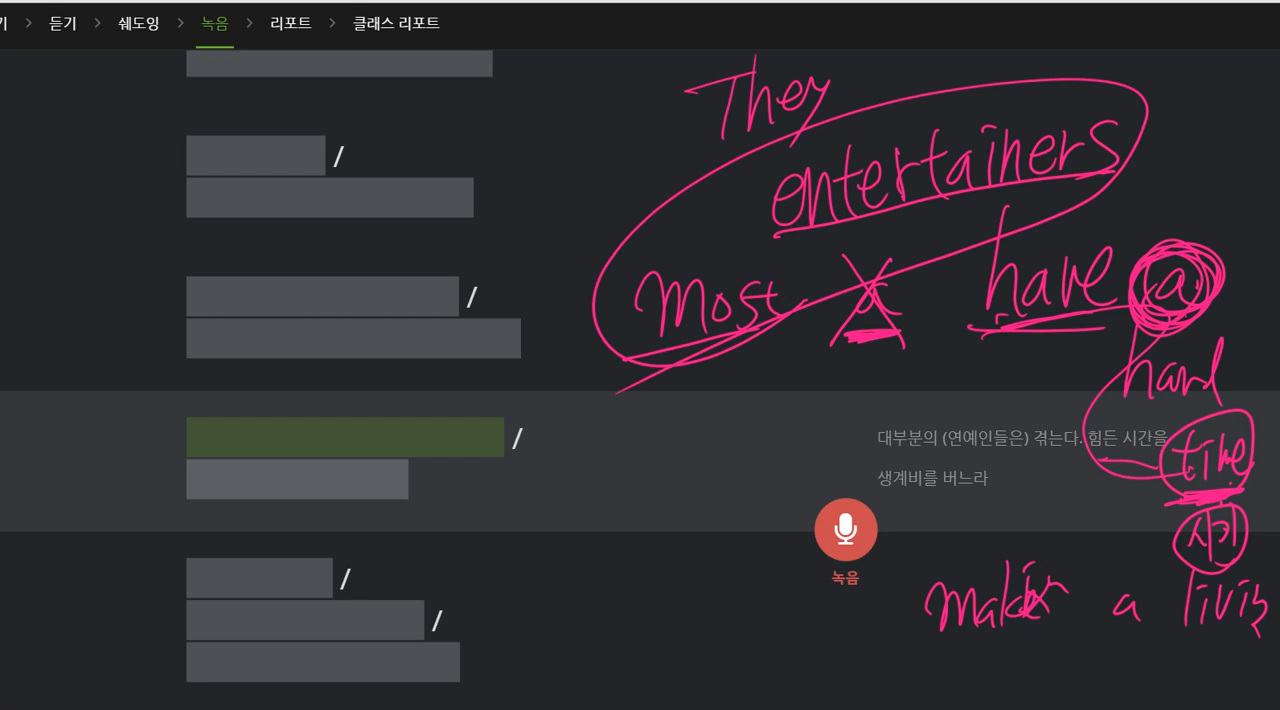 기 > 듣기 > 쉐도잉 > 녹음 > 리포트 > 클래스 리포트
They
entertainers
/
most have a
/
hard
/
대부분의 (연예인들은) 겪는다. 힘든 시간을
time
생계비를 버느라
시기
녹음
/
a living
/